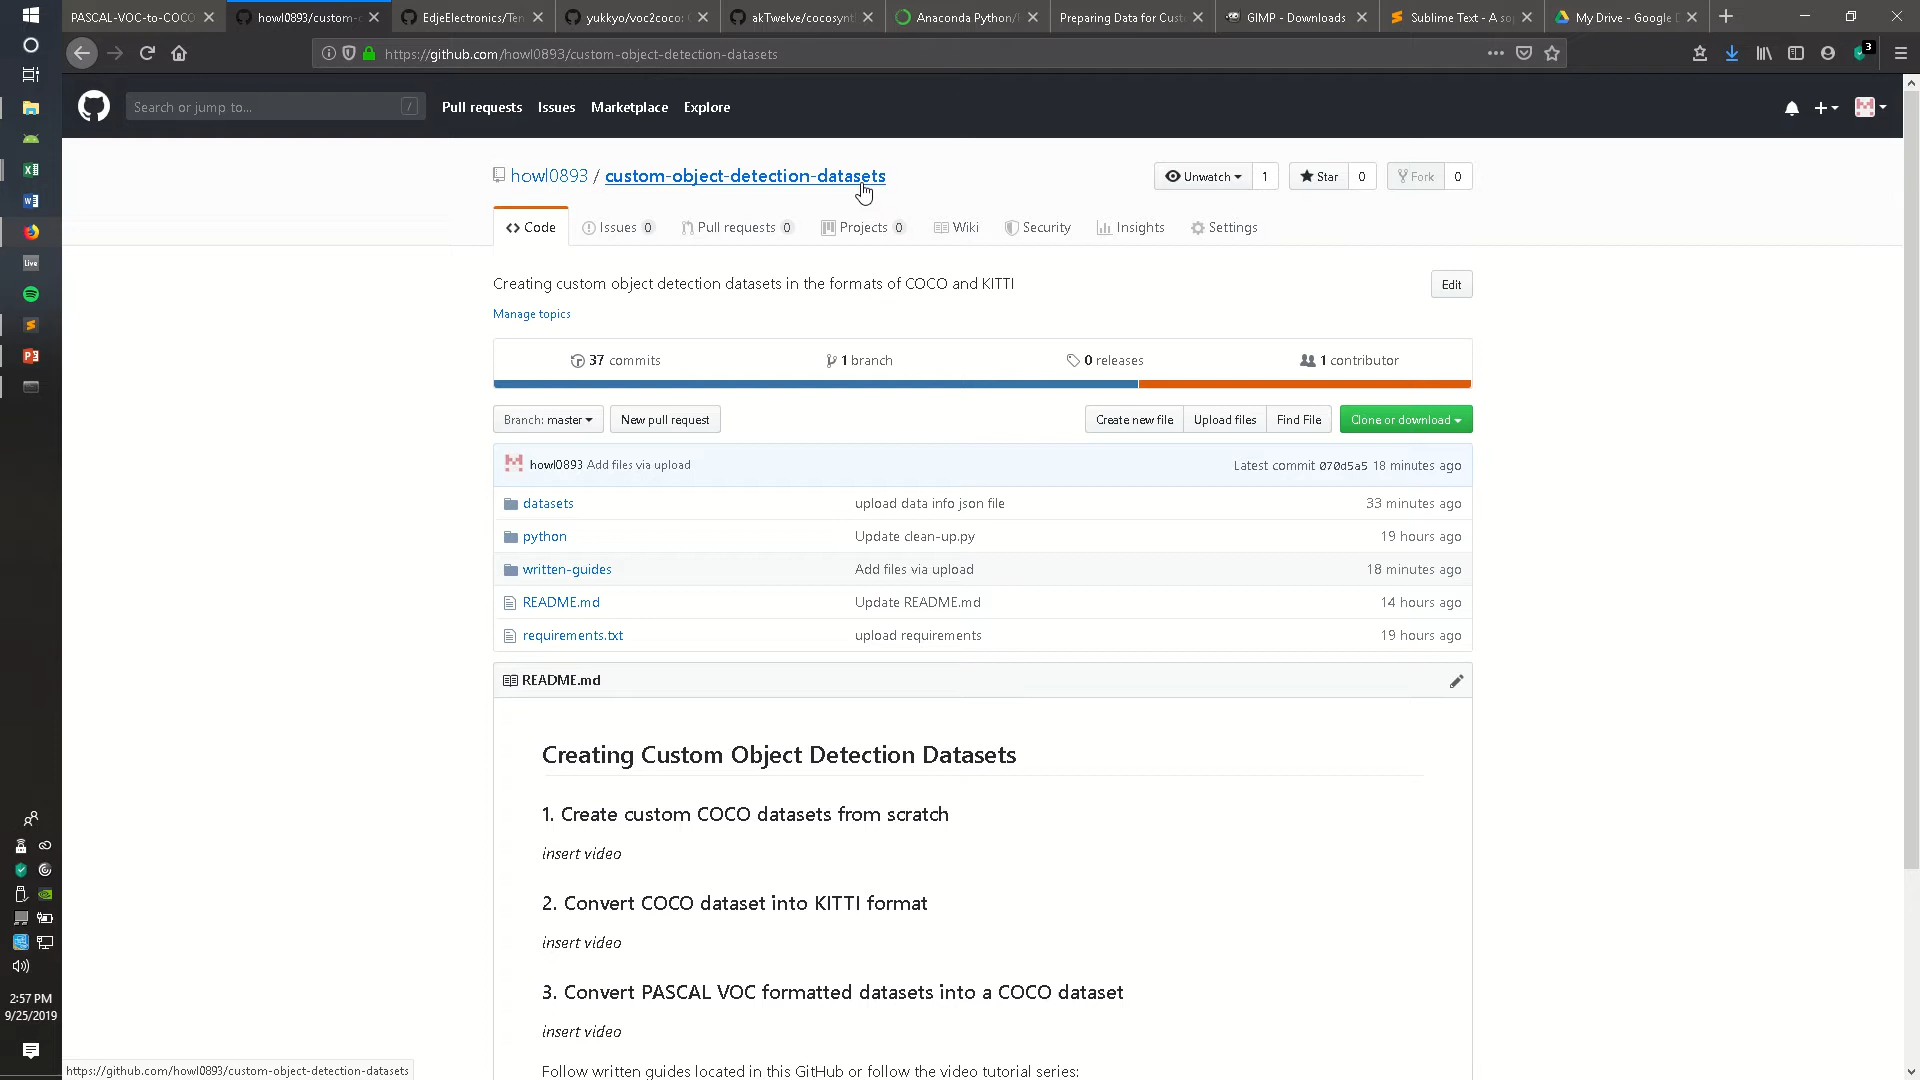 PASCAL-VOC-to-COCO
howl0893/custom-
EdjeElectronics/Ten
yukkyo/voc2coco:
akTwelve/cocosynt
Anaconda Python/
Preparing Data for Cust
GIMP - Downloads
Sublime Text - A so
My Drive - Google
https://github.com/howl0893/custom-object-detection-datasets
3
Search or jump to...
/
Pull requests
Issues
Marketplace
Explore
howl0893 / custom-object-detection-datasets
Unwatch 1
Star 0
Fork 0
Code
Issues 0
Pull requests 0
Projects 0
Wiki
Security
Insights
Settings
Creating custom object detection datasets in the formats of COCO and KITTI
Edit
Manage topics
37 commits
1 branch
0 releases
1 contributor
Branch: master
New pull request
Create new file
Upload files
Find File
Clone or download
howl0893 Add files via upload
Latest commit 070d5a5 18 minutes ago
datasets upload data info json file 33 minutes ago
python Update clean-up.py 19 hours ago
written-guides Add files via upload 18 minutes ago
README.md Update README.md 14 hours ago
requirements.txt upload requirements 19 hours ago
README.md
Creating Custom Object Detection Datasets
1. Create custom COCO datasets from scratch
insert video
2. Convert COCO dataset into KITTI format
insert video
3. Convert PASCAL VOC formatted datasets into a COCO dataset
insert video
Follow written guides located in this GitHub or follow the video tutorial series:
Live
2:57 PM
9/25/2019
https://github.com/howl0893/custom-object-detection-datasets